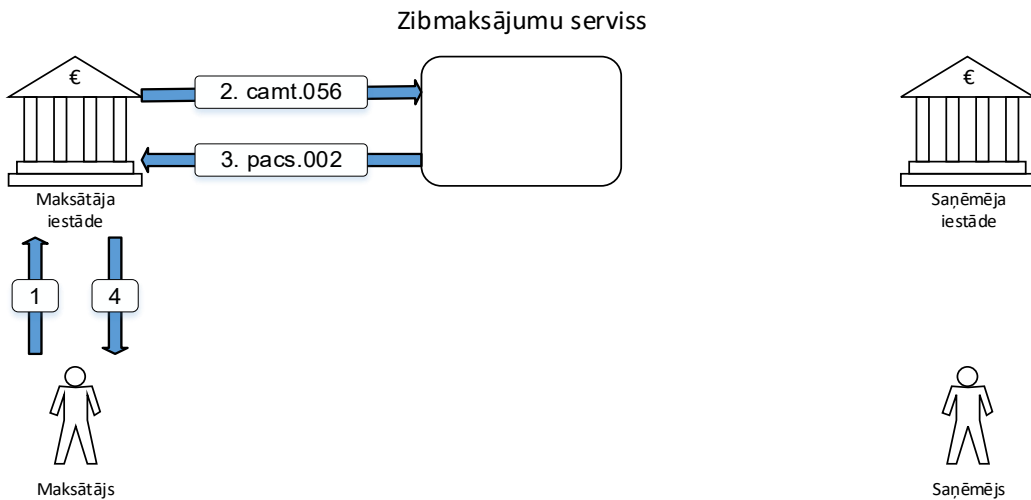 Zibmaksājumu serviss
€
2. camt.056
€
3. pacs.002
Maksātāja
iestāde
Saņēmēja
iestāde
1
4
Maksātājs
Saņēmējs